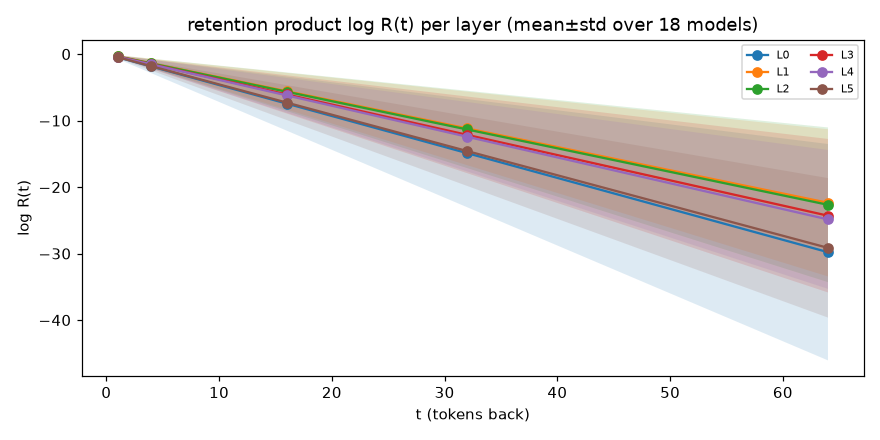 retention product log R(t) per layer (mean±std over 18 models)
L0 L3
L1 L4
L2 L5
0
−10
−20
−30
−40
log R(t)
0 10 20 30 40 50 60
t (tokens back)